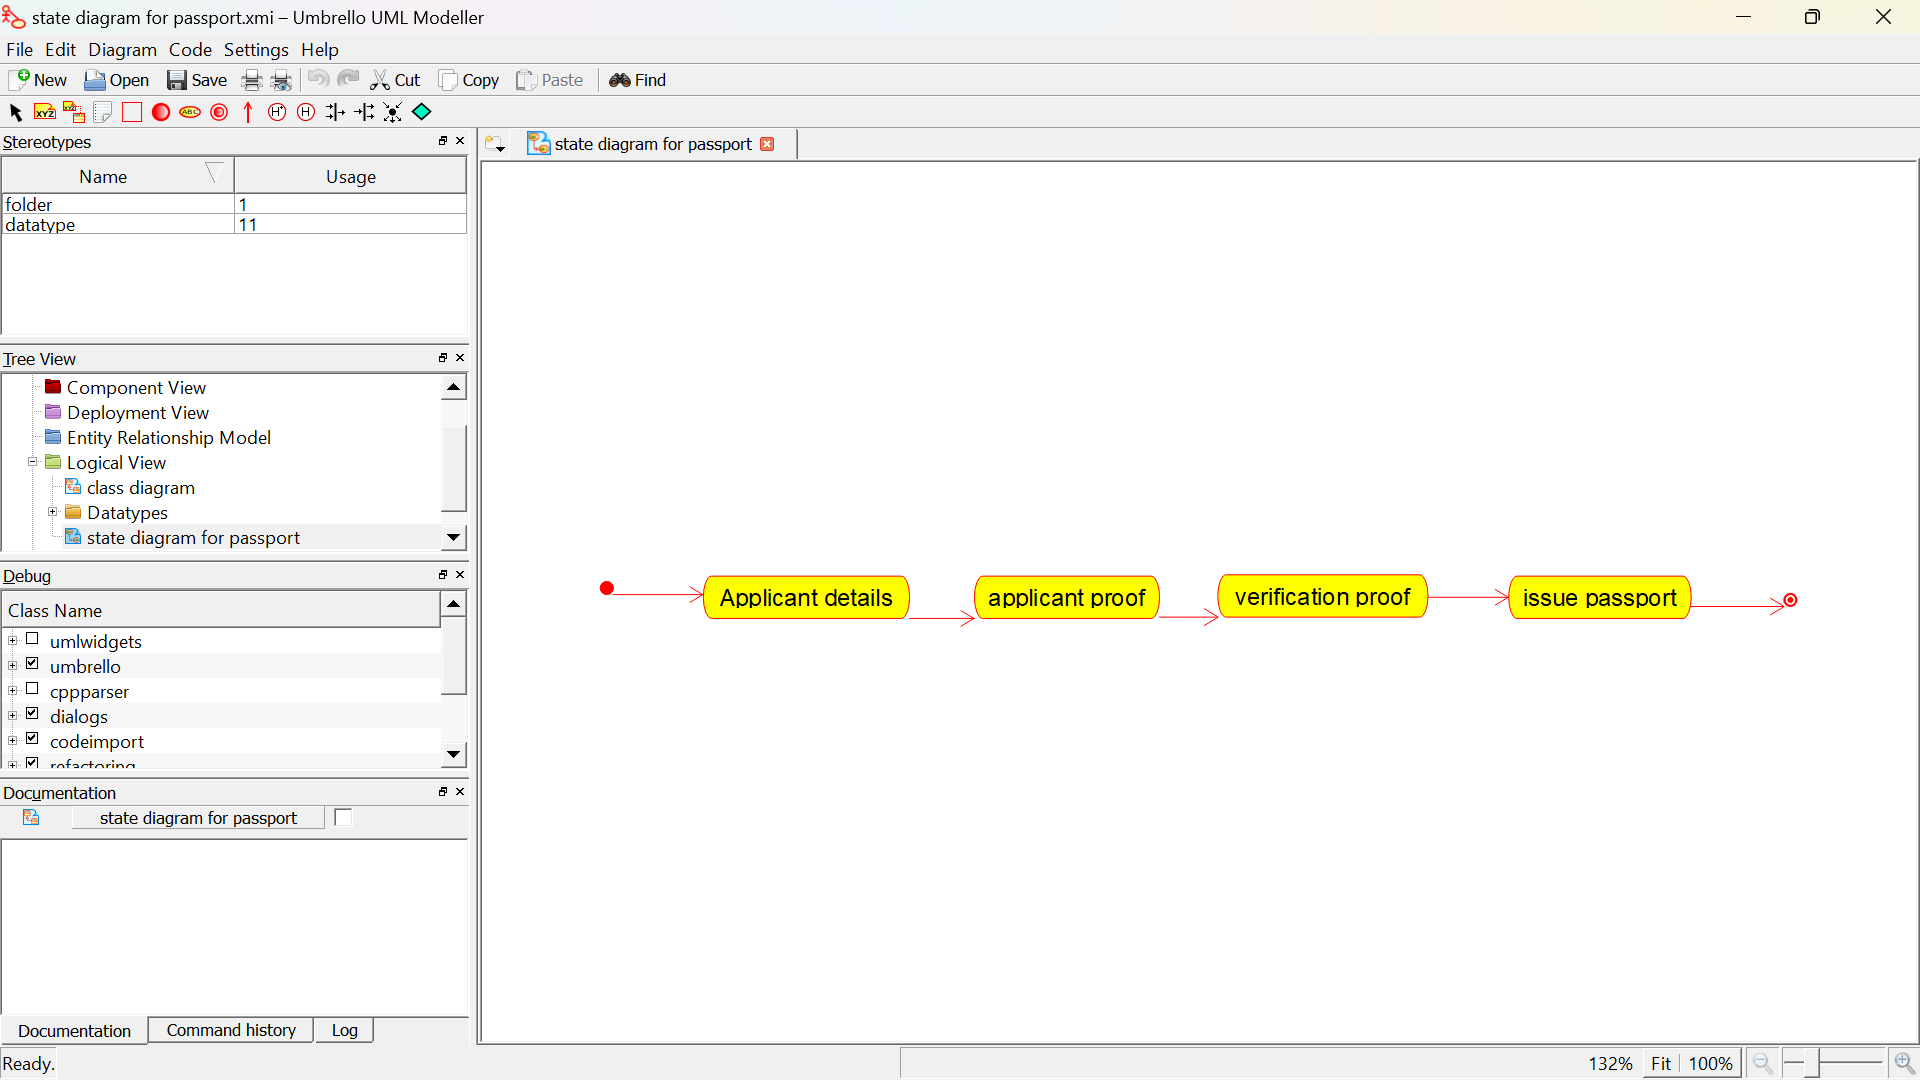 state diagram for passport.xmi – Umbrello UML Modeller
File Edit Diagram Code Settings Help
New Open Save Cut Copy Paste Find
XYZ XYZ ABC H* H
Stereotypes
Name Usage
folder 1
datatype 11
Tree View
Component View
Deployment View
Entity Relationship Model
Logical View
class diagram
Datatypes
state diagram for passport
Debug
Class Name
umlwidgets
umbrello
cppparser
dialogs
codeimport
refactoring
Documentation
state diagram for passport
Documentation Command history Log
state diagram for passport
Applicant details applicant proof verification proof issue passport
Ready.
132% Fit 100%